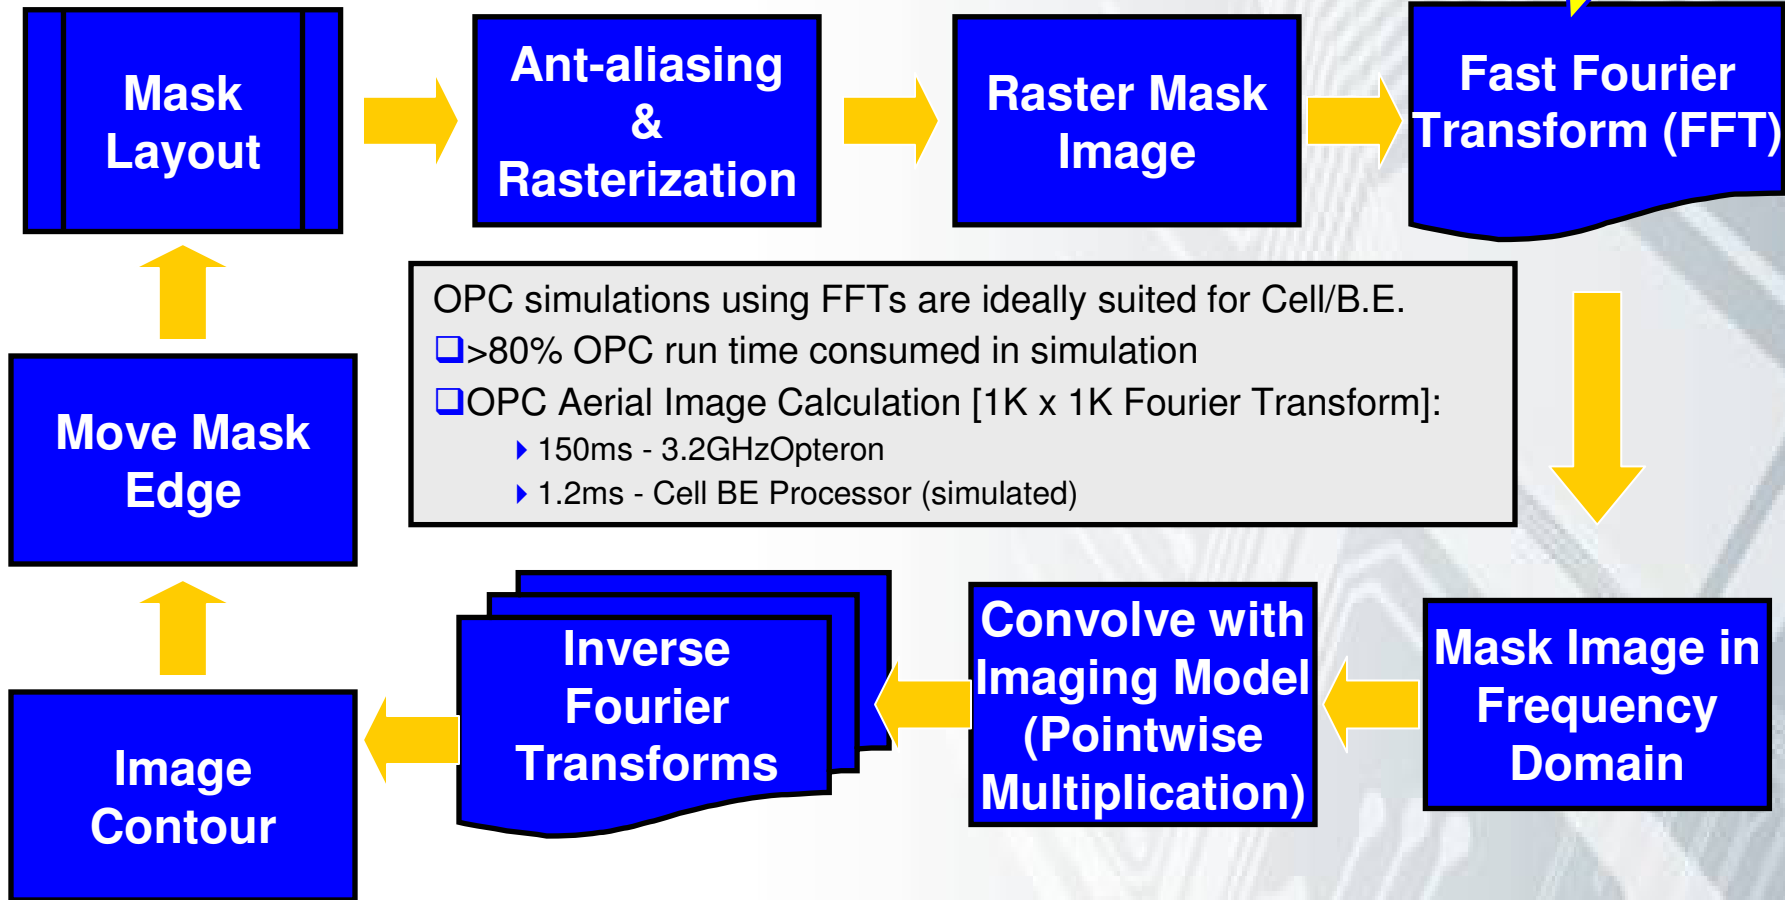 Mask
Layout
Ant-aliasing
&
Rasterization
Raster Mask
Image
Fast Fourier
Transform (FFT)
OPC simulations using FFTs are ideally suited for Cell/B.E.
>80% OPC run time consumed in simulation
OPC Aerial Image Calculation [1K x 1K Fourier Transform]:
150ms - 3.2GHzOpteron
1.2ms - Cell BE Processor (simulated)
Move Mask
Edge
Image
Contour
Inverse
Fourier
Transforms
Convolve with
Imaging Model
(Pointwise
Multiplication)
Mask Image in
Frequency
Domain